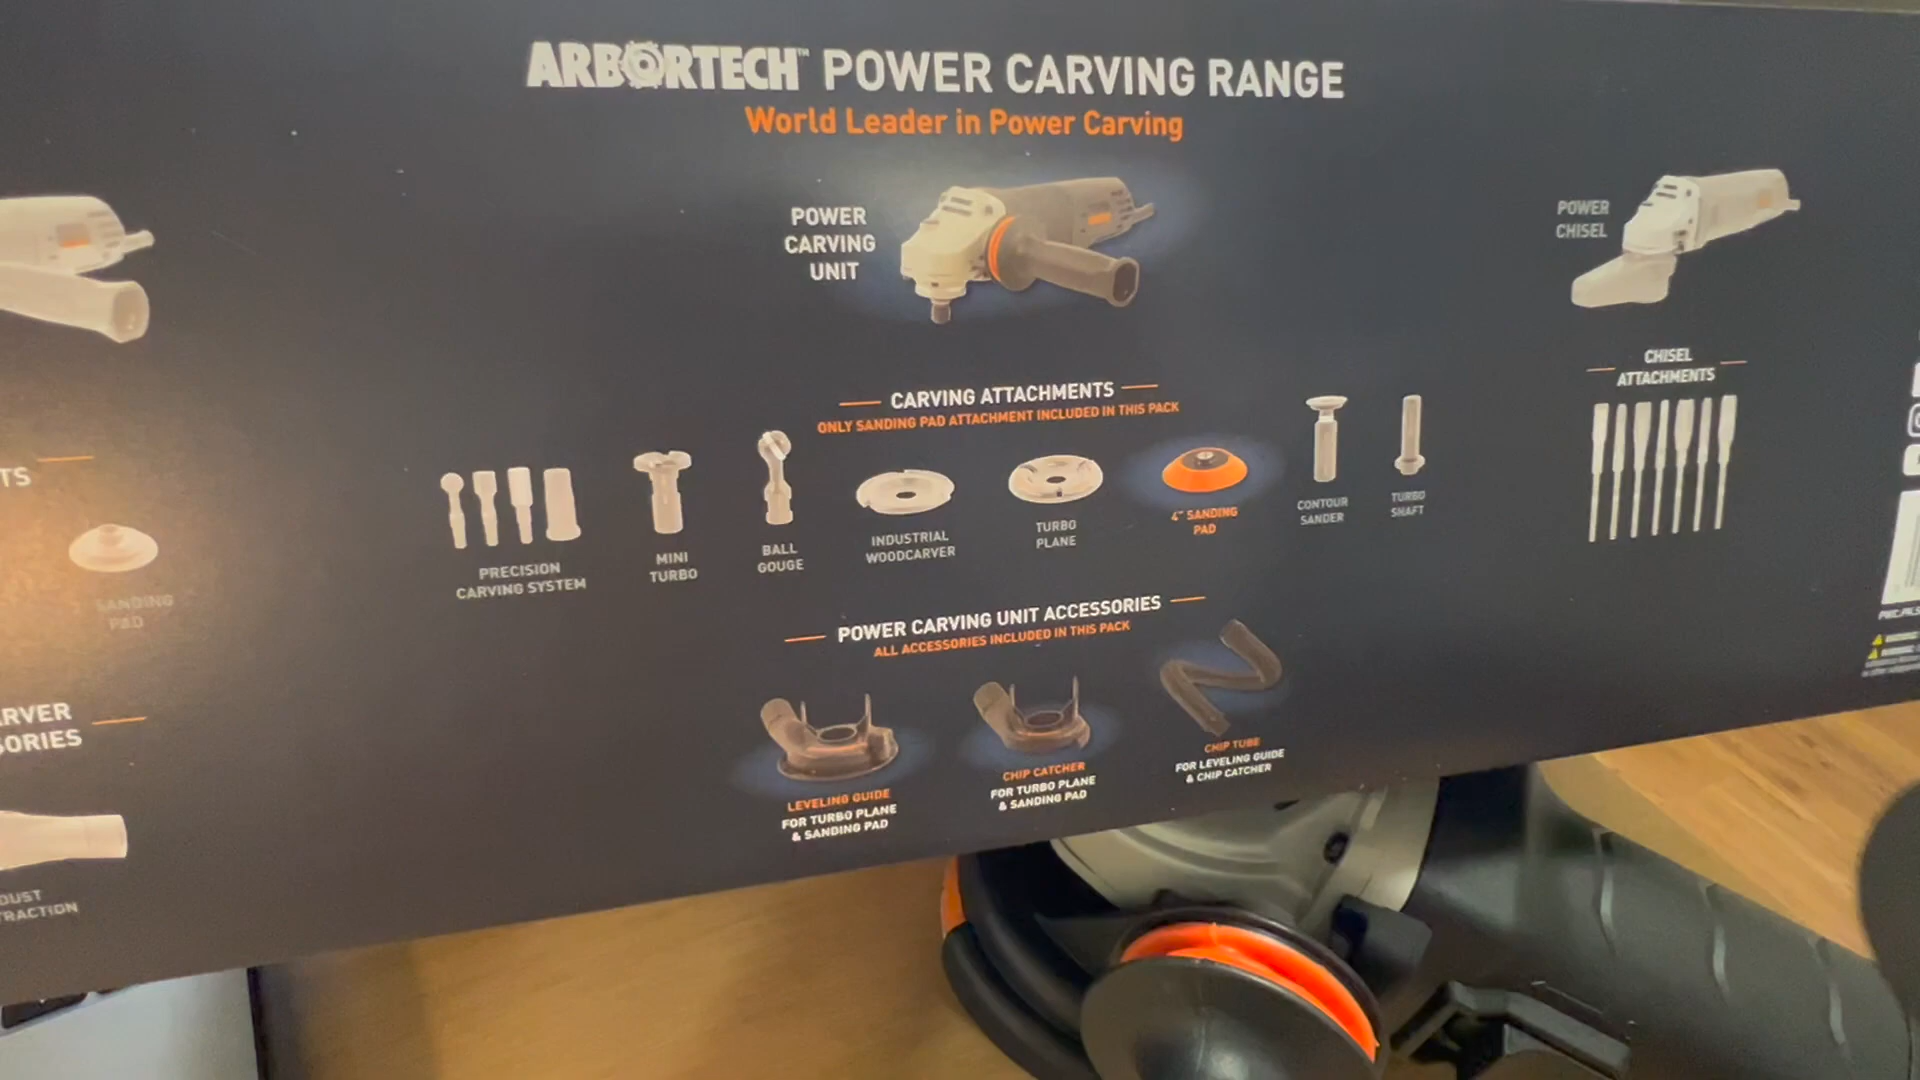 ARBORTECH™ POWER CARVING RANGE
World Leader in Power Carving
POWER
CARVING
UNIT
POWER
CHISEL
CARVING ATTACHMENTS
ONLY SANDING PAD ATTACHMENT INCLUDED IN THIS PACK
CHISEL
ATTACHMENTS
TS
SANDING
PAD
PRECISION
CARVING SYSTEM
MINI
TURBO
BALL
GOUGE
INDUSTRIAL
WOODCARVER
TURBO
PLANE
4" SANDING
PAD
CONTOUR
SANDER
TURBO
SHAFT
POWER CARVING UNIT ACCESSORIES
ALL ACCESSORIES INCLUDED IN THIS PACK
LEVELING GUIDE
FOR TURBO PLANE
& SANDING PAD
CHIP CATCHER
FOR TURBO PLANE
& SANDING PAD
CHIP TUBE
FOR LEVELING GUIDE
& CHIP CATCHER
RVER
ORIES
DUST
TRACTION